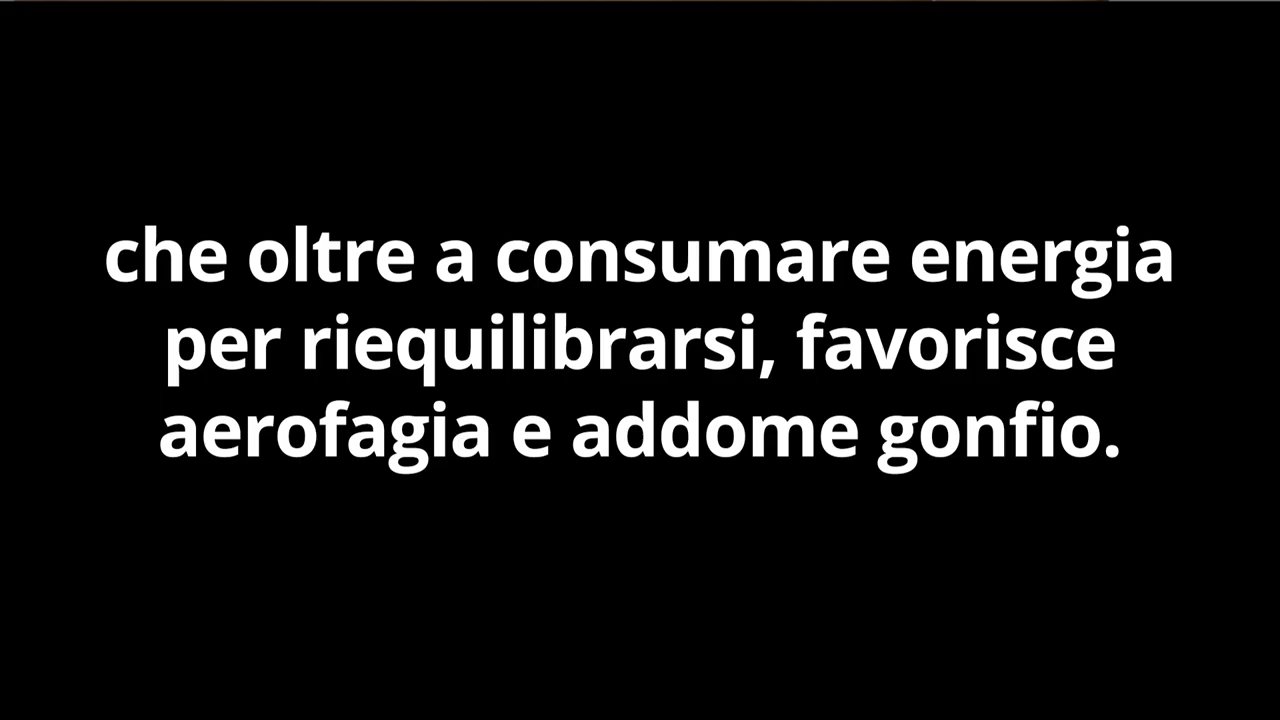 che oltre a consumare energia
per riequilibrarsi, favorisce
aerofagia e addome gonfio.